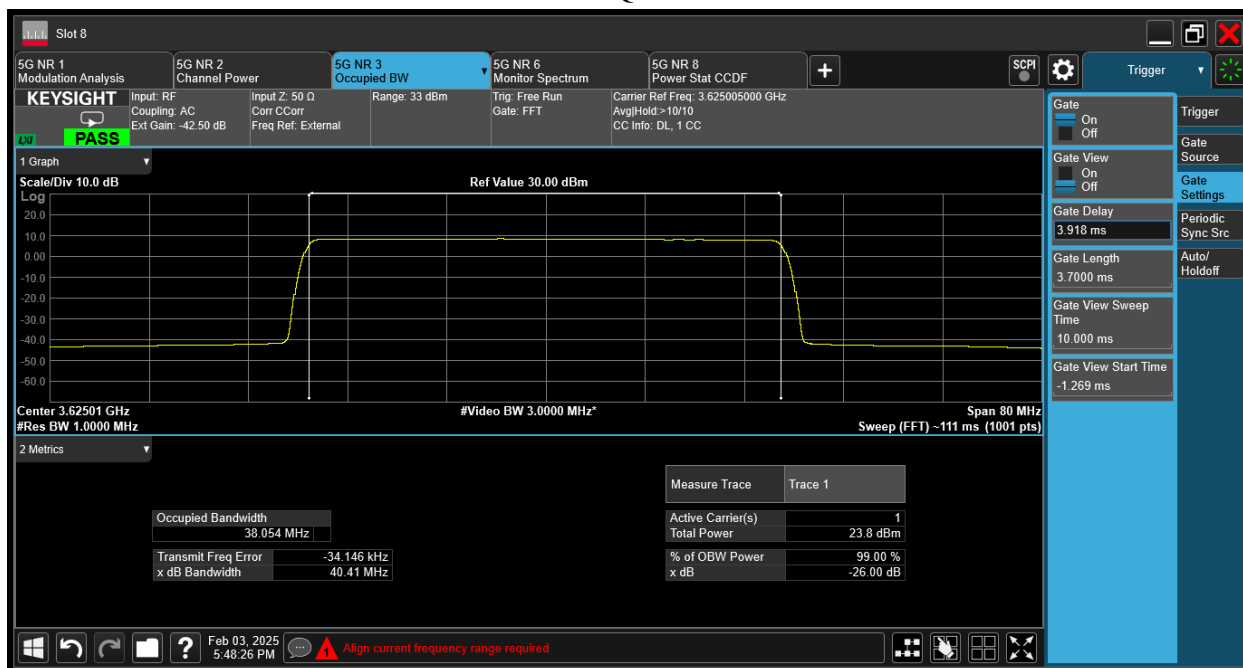 Slot 8
5G NR 1
Modulation Analysis
5G NR 2
Channel Power
5G NR 3
Occupied BW
5G NR 6
Monitor Spectrum
5G NR 8
Power Stat CCDF
+
SCPI
Trigger
KEYSIGHT
LXI
PASS
Input: RF
Coupling: AC
Ext Gain: -42.50 dB
Input Z: 50 Ω
Corr CCorr
Freq Ref: External
Range: 33 dBm
Trig: Free Run
Gate: FFT
Carrier Ref Freq: 3.625005000 GHz
Avg|Hold:>10/10
CC Info: DL, 1 CC
1 Graph
Scale/Div 10.0 dB
Ref Value 30.00 dBm
Log
20.0
10.0
0.00
-10.0
-20.0
-30.0
-40.0
-50.0
-60.0
Center 3.62501 GHz
#Video BW 3.0000 MHz*
Span 80 MHz
#Res BW 1.0000 MHz
Sweep (FFT) ~111 ms (1001 pts)
2 Metrics
Measure Trace Trace 1
Occupied Bandwidth
38.054 MHz
Active Carrier(s) 1
Total Power 23.8 dBm
Transmit Freq Error -34.146 kHz
x dB Bandwidth 40.41 MHz
% of OBW Power 99.00 %
x dB -26.00 dB
Gate
On
Off
Gate View
On
Off
Gate Delay
3.918 ms
Gate Length
3.7000 ms
Gate View Sweep
Time
10.000 ms
Gate View Start Time
-1.269 ms
Trigger
Gate
Source
Gate
Settings
Periodic
Sync Src
Auto/
Holdoff
?
Feb 03, 2025
5:48:26 PM
1
Align current frequency range required